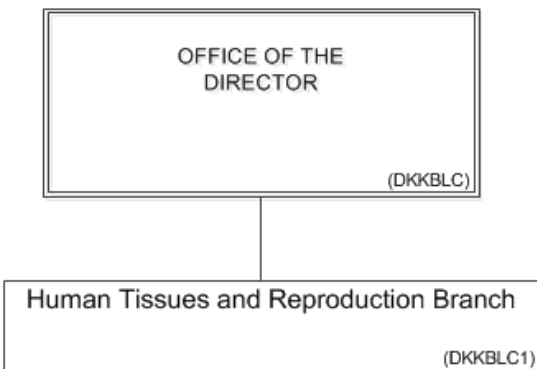 OFFICE OF THE
DIRECTOR
(DKKBLC)
Human Tissues and Reproduction Branch
(DKKBLC1)